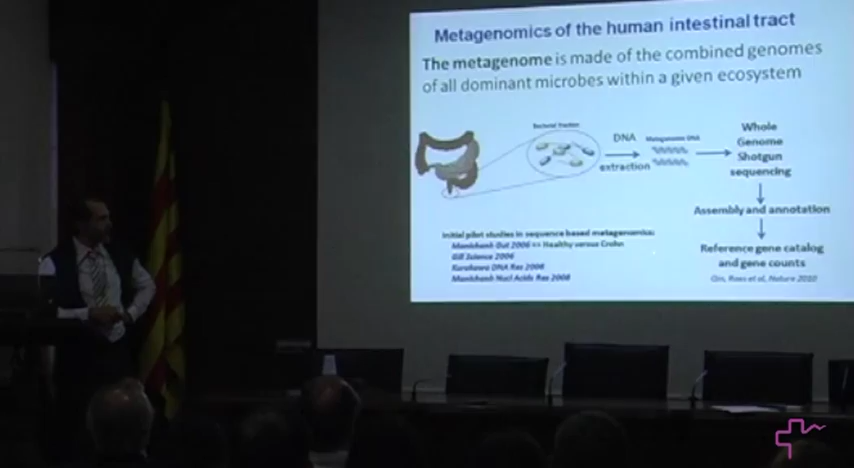 Metagenomics of the human intestinal tract
The metagenome is made of the combined genomes
of all dominant microbes within a given ecosystem
Bacterial fraction
DNA
extraction
Metagenomic DNA
Whole
Genome
Shotgun
sequencing
Assembly and annotation
Reference gene catalog
and gene counts
Qin, Raes et al, Nature 2010
Initial pilot studies in sequence based metagenomics:
Manichanh Gut 2006 => Healthy versus Crohn
Gill Science 2006
Kurokawa DNA Res 2008
Manichanh Nucl Acids Res 2008